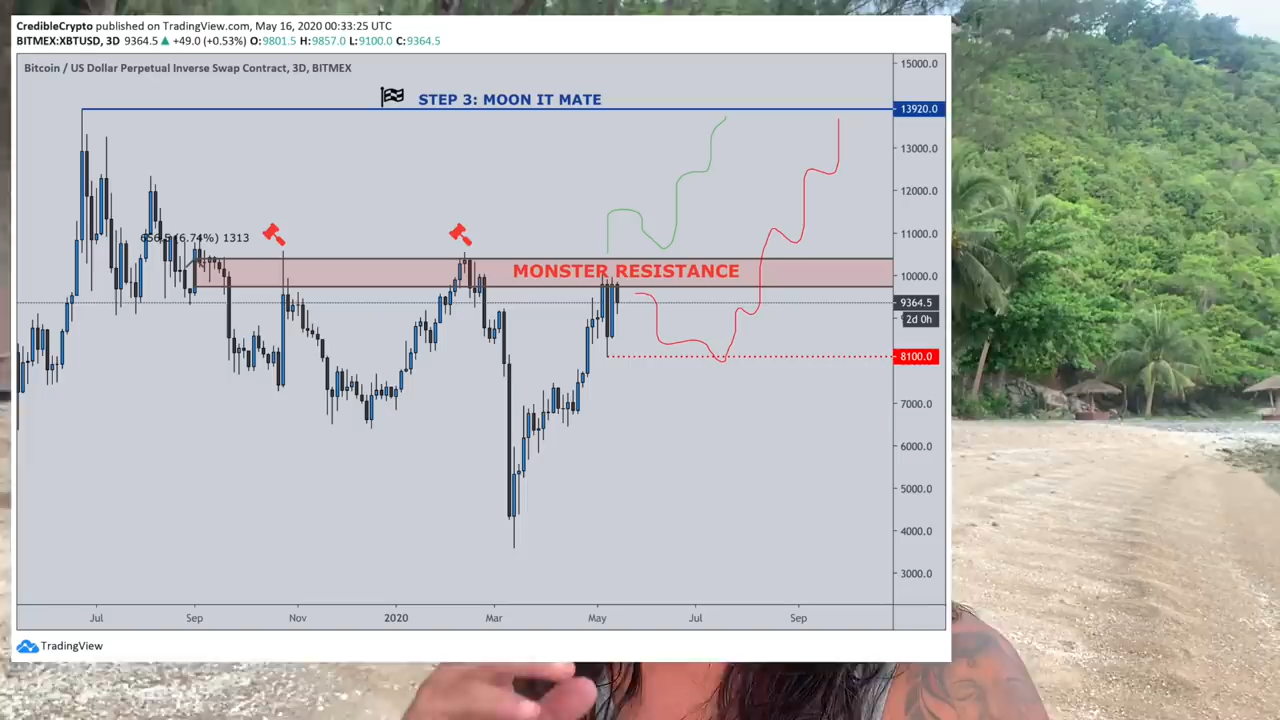 CredibleCrypto published on TradingView.com, May 16, 2020 00:33:25 UTC
BITMEX:XBTUSD, 3D 9364.5 ▲ +49.0 (+0.53%) O:9801.5 H:9857.0 L:9100.0 C:9364.5
Bitcoin / US Dollar Perpetual Inverse Swap Contract, 3D, BITMEX
15000.0
STEP 3: MOON IT MATE
13920.0
13000.0
12000.0
(6.74%) 1313
11000.0
MONSTER RESISTANCE
10000.0
9364.5
2d 0h
8100.0
7000.0
6000.0
5000.0
4000.0
3000.0
Jul Sep Nov 2020 Mar May Jul Sep
TradingView